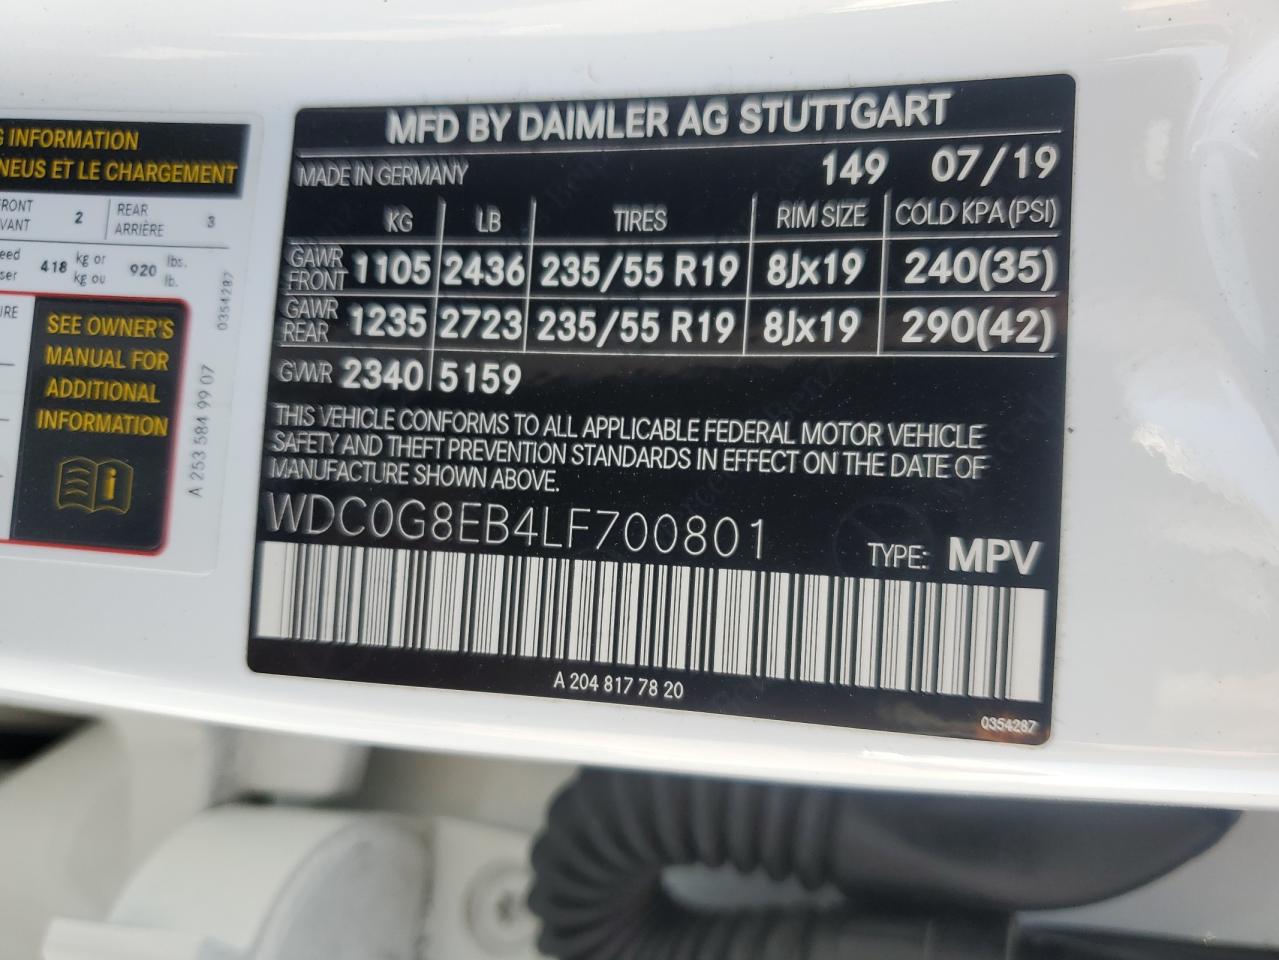 INFORMATION
NEUS ET LE CHARGEMENT
2 REAR ARRIÈRE 3
418 kg or kg ou 920 lbs. lb.
0354287
SEE OWNER'S
MANUAL FOR
ADDITIONAL
INFORMATION
A 253 584 99 07
MFD BY DAIMLER AG STUTTGART
MADE IN GERMANY 149 07/19
KG LB TIRES RIM SIZE COLD KPA (PSI)
GAWR FRONT 1105 2436 235/55 R19 8Jx19 240(35)
GAWR REAR 1235 2723 235/55 R19 8Jx19 290(42)
GVWR 2340 5159
THIS VEHICLE CONFORMS TO ALL APPLICABLE FEDERAL MOTOR VEHICLE
SAFETY AND THEFT PREVENTION STANDARDS IN EFFECT ON THE DATE OF
MANUFACTURE SHOWN ABOVE.
WDC0G8EB4LF700801 TYPE: MPV
A 204 817 78 20
0354287